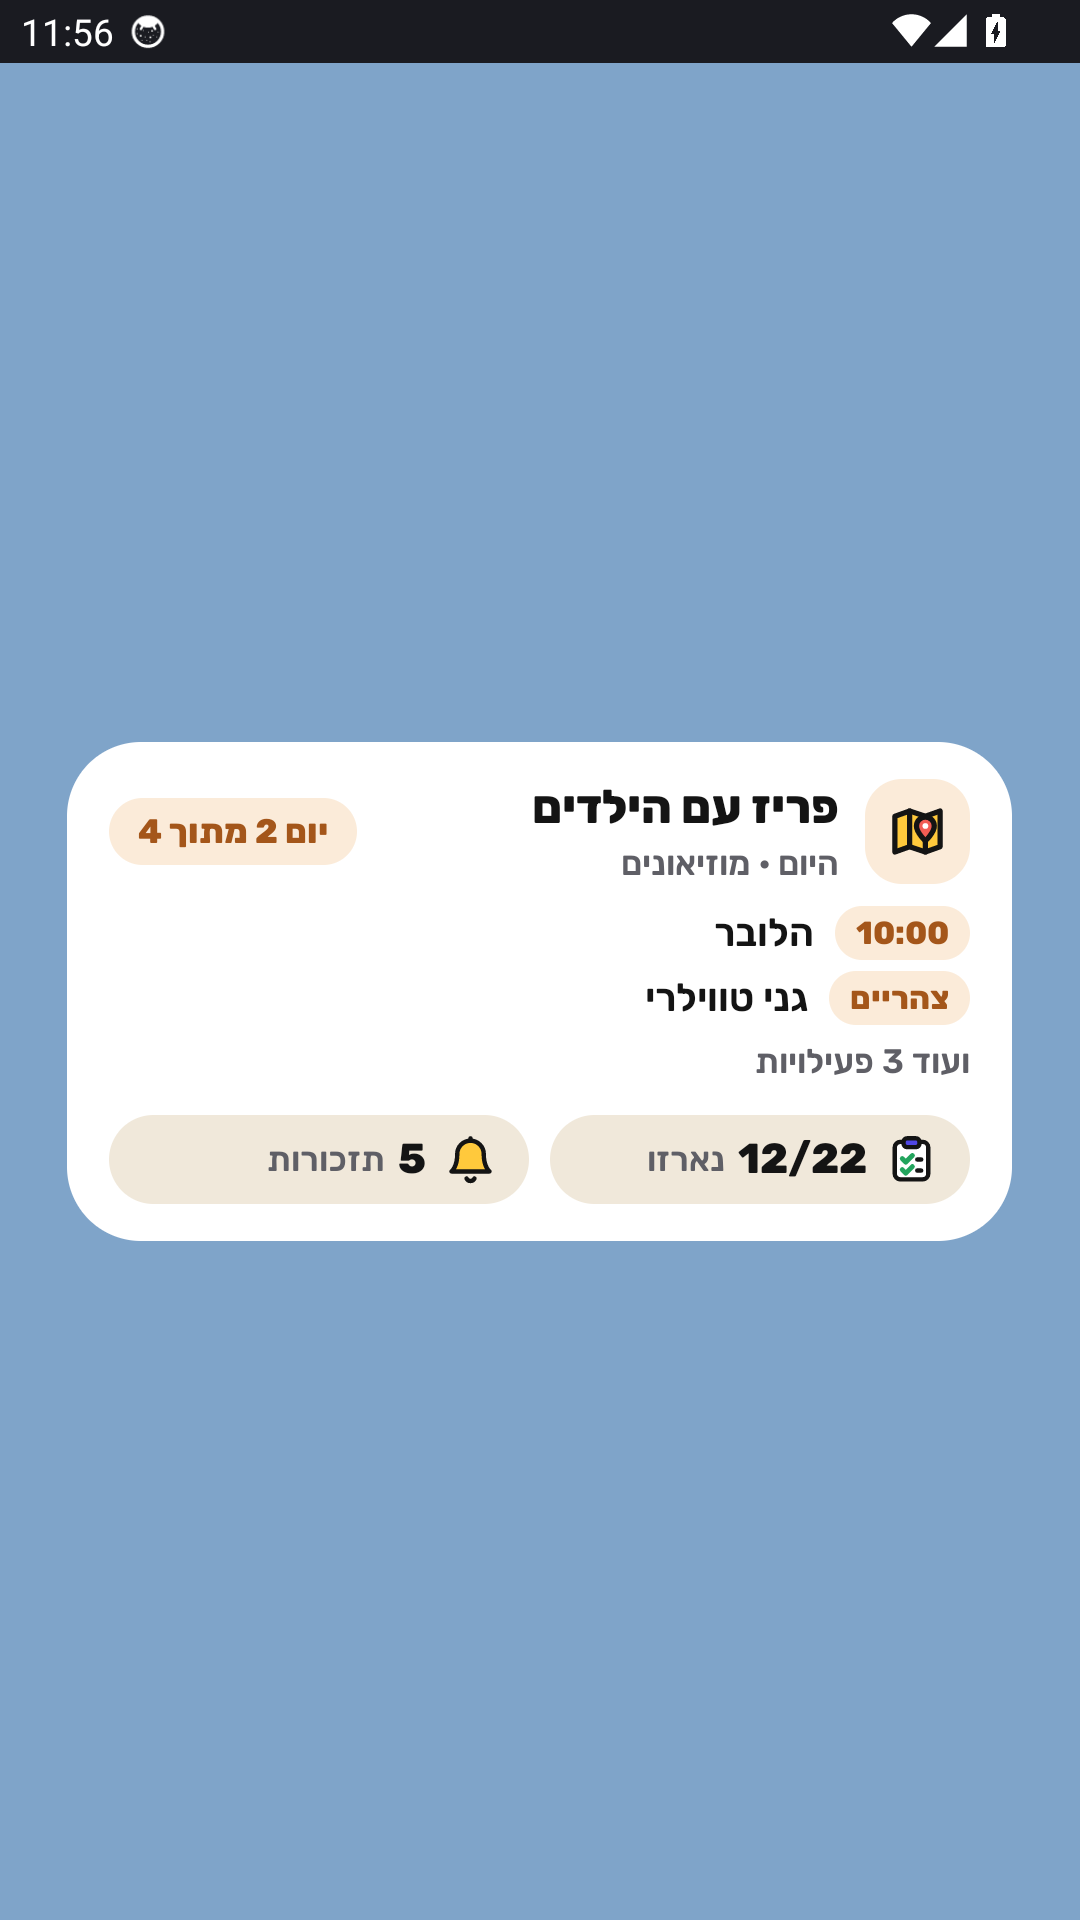 11:56
פריז עם הילדים
יום 2 מתוך 4
היום • מוזיאונים
10:00 הלובר
צהריים גני טווילרי
ועוד 3 פעילויות
12/22 נארזו
5 תזכורות